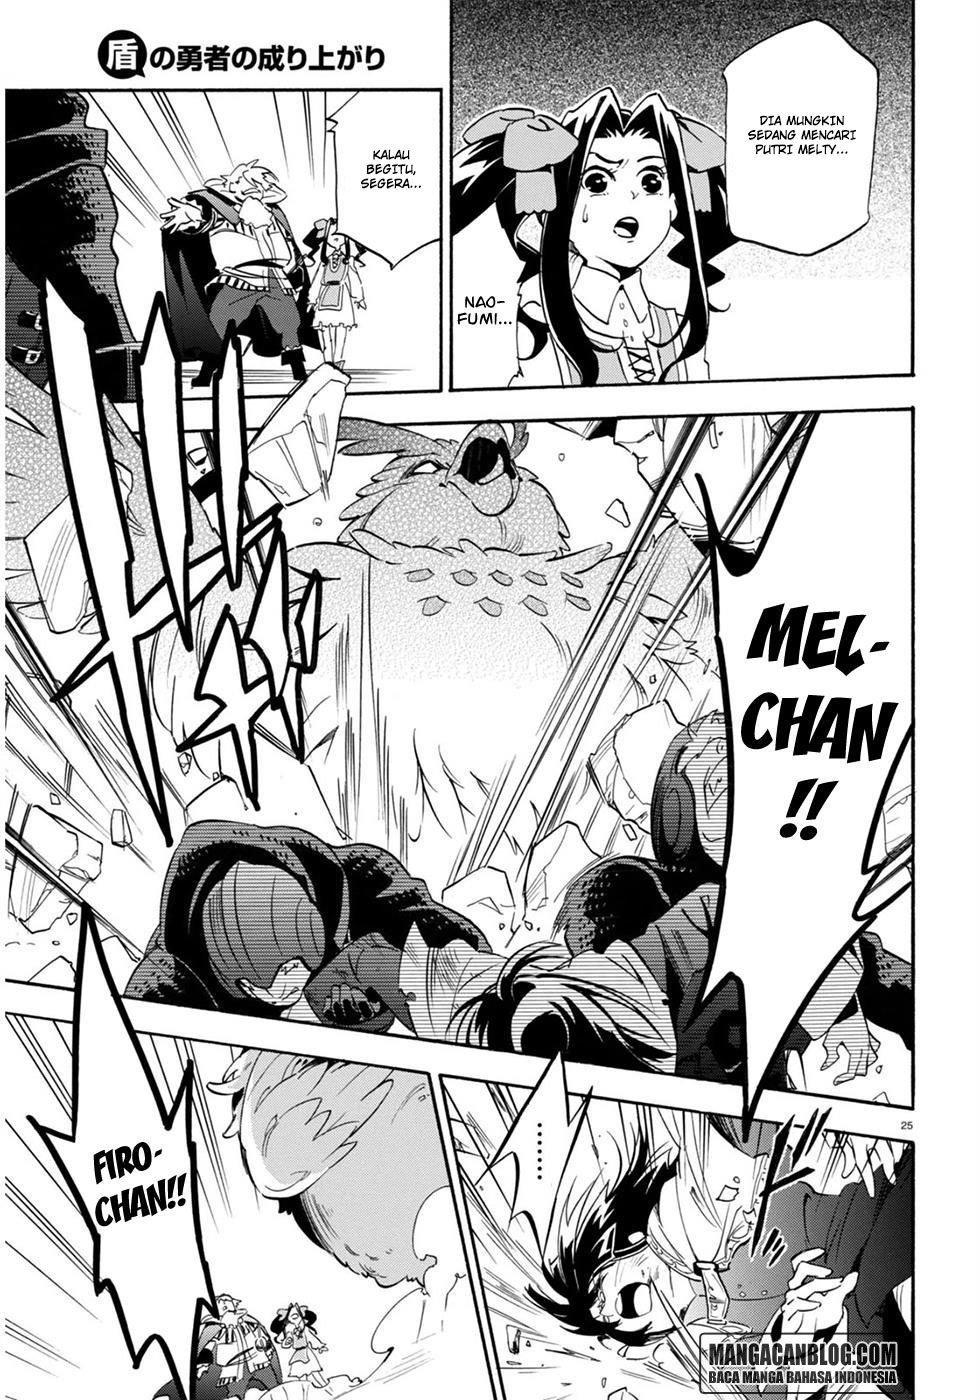 盾の勇者の成り上がり
DIA MUNGKIN
SEDANG MENCARI
PUTRI MELTY...
NAO-
FUMI...
KALAU
BEGITU,
SEGERA...
MEL-
CHAN
!!
25
.......
FIRO-
CHAN!!
MANGACANBLOG.COM
BACA MANGA BAHASA INDONESIA